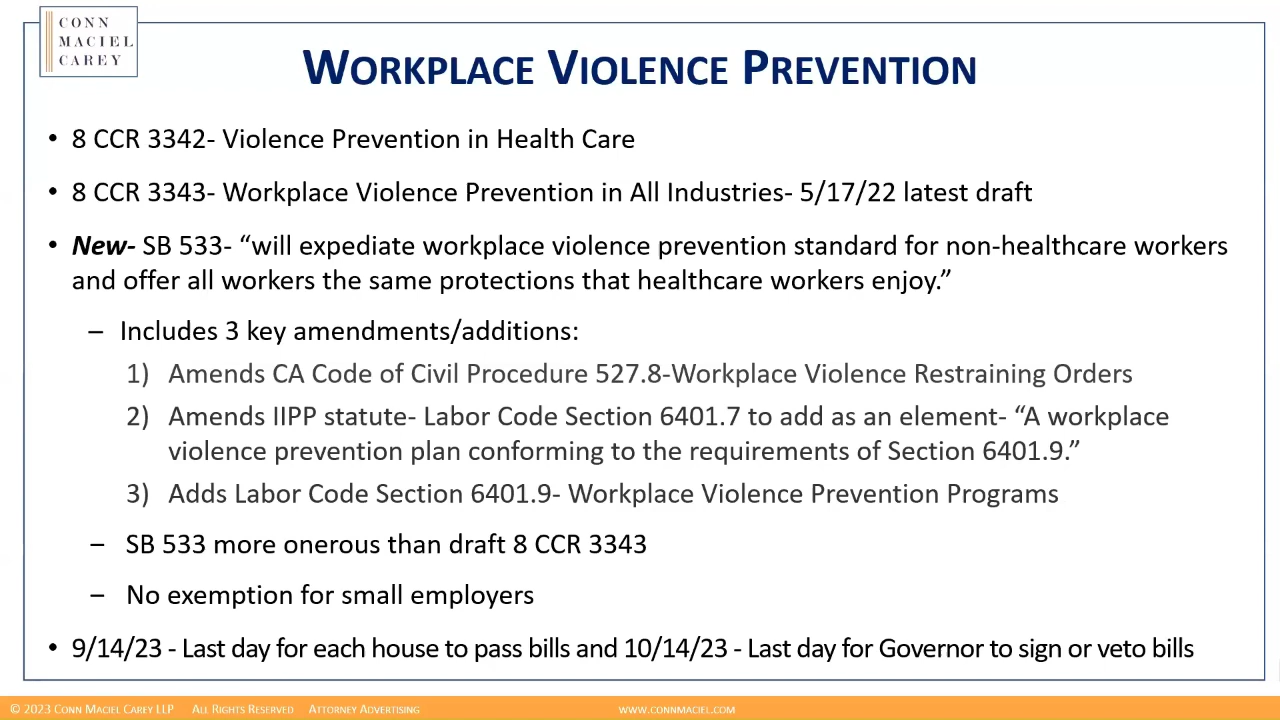 CONN
MACIEL
CAREY
WORKPLACE VIOLENCE PREVENTION
• 8 CCR 3342- Violence Prevention in Health Care
• 8 CCR 3343- Workplace Violence Prevention in All Industries- 5/17/22 latest draft
• New- SB 533- “will expediate workplace violence prevention standard for non-healthcare workers
and offer all workers the same protections that healthcare workers enjoy.”
– Includes 3 key amendments/additions:
1) Amends CA Code of Civil Procedure 527.8-Workplace Violence Restraining Orders
2) Amends IIPP statute- Labor Code Section 6401.7 to add as an element- “A workplace
violence prevention plan conforming to the requirements of Section 6401.9.”
3) Adds Labor Code Section 6401.9- Workplace Violence Prevention Programs
– SB 533 more onerous than draft 8 CCR 3343
– No exemption for small employers
• 9/14/23 - Last day for each house to pass bills and 10/14/23 - Last day for Governor to sign or veto bills
© 2023 CONN MACIEL CAREY LLP ALL RIGHTS RESERVED ATTORNEY ADVERTISING WWW.CONNMACIEL.COM